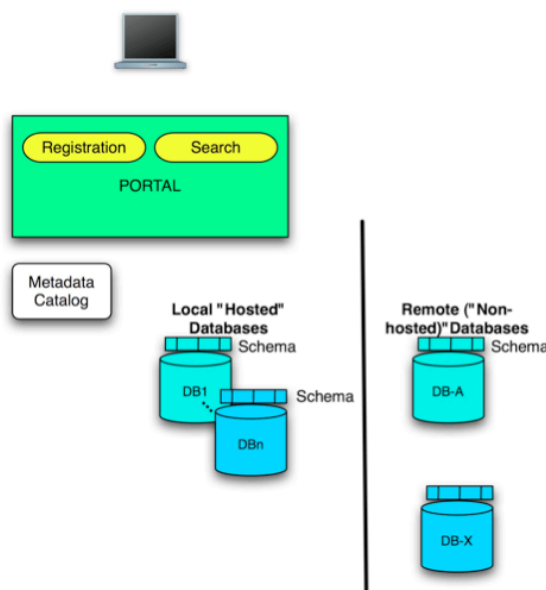 Registration
Search
PORTAL
Metadata
Catalog
Local "Hosted"
Databases
Schema
DB1
Schema
DBn
Remote ("Non-
hosted)"Databases
Schema
DB-A
DB-X